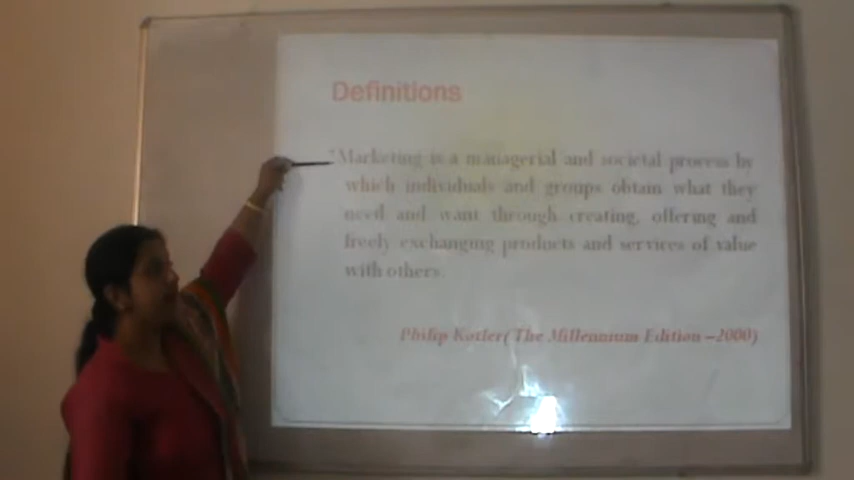 Definitions
"Marketing is a managerial and societal process by
which individuals and groups obtain what they
need and want through creating, offering and
freely exchanging products and services of value
with others.
Philip Kotler( The Millennium Edition –2000)